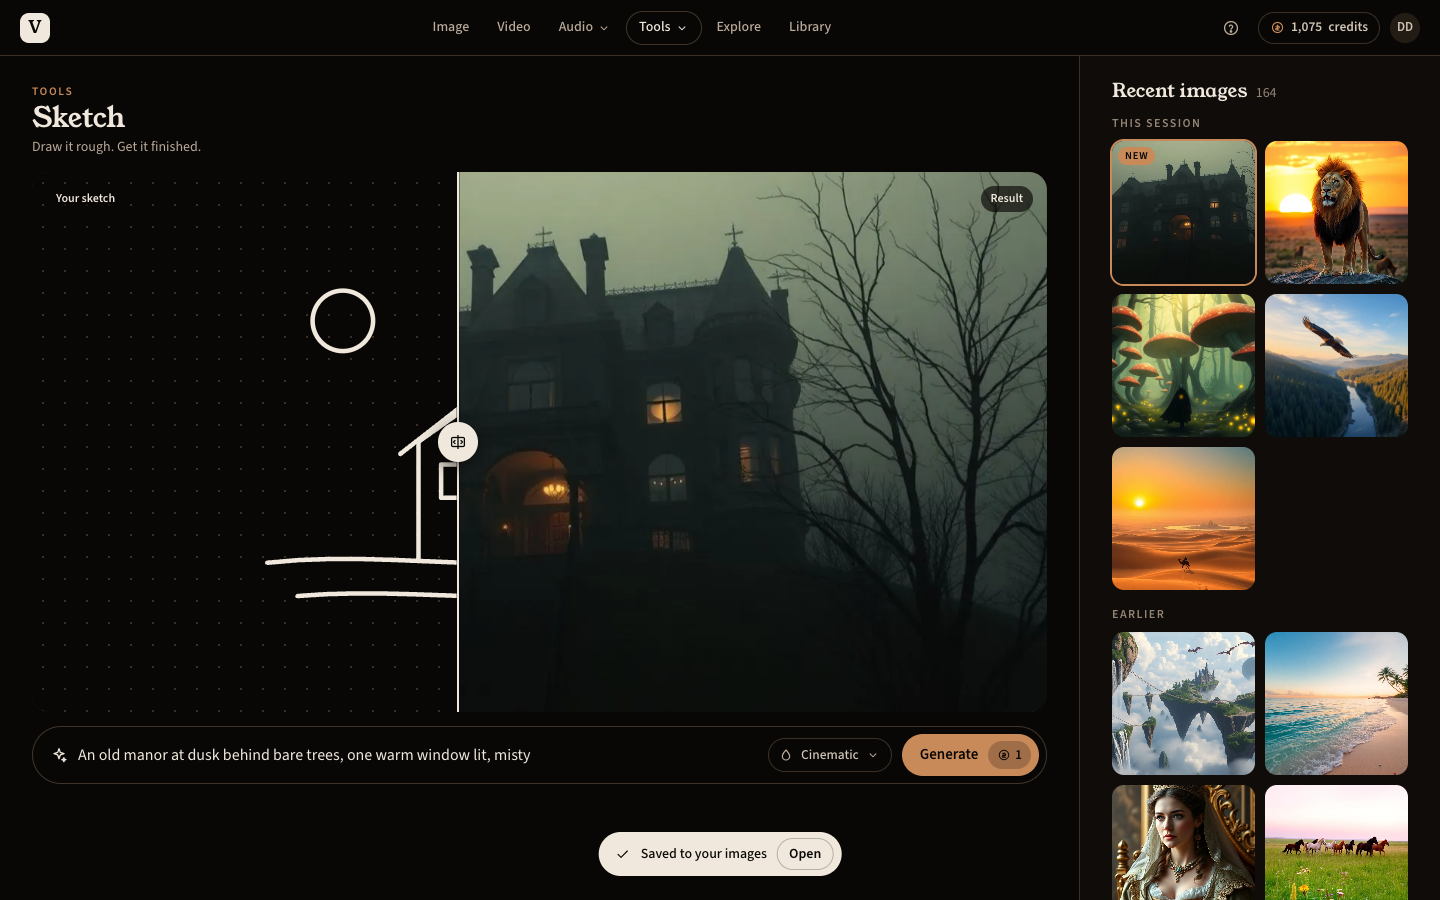 V
Image
Video
Audio
Tools
Explore
Library
1,075 credits
DD
TOOLS
Sketch
Draw it rough. Get it finished.
Your sketch
Result
An old manor at dusk behind bare trees, one warm window lit, misty
Cinematic
Generate
1
Saved to your images
Open
Recent images 164
THIS SESSION
NEW
EARLIER